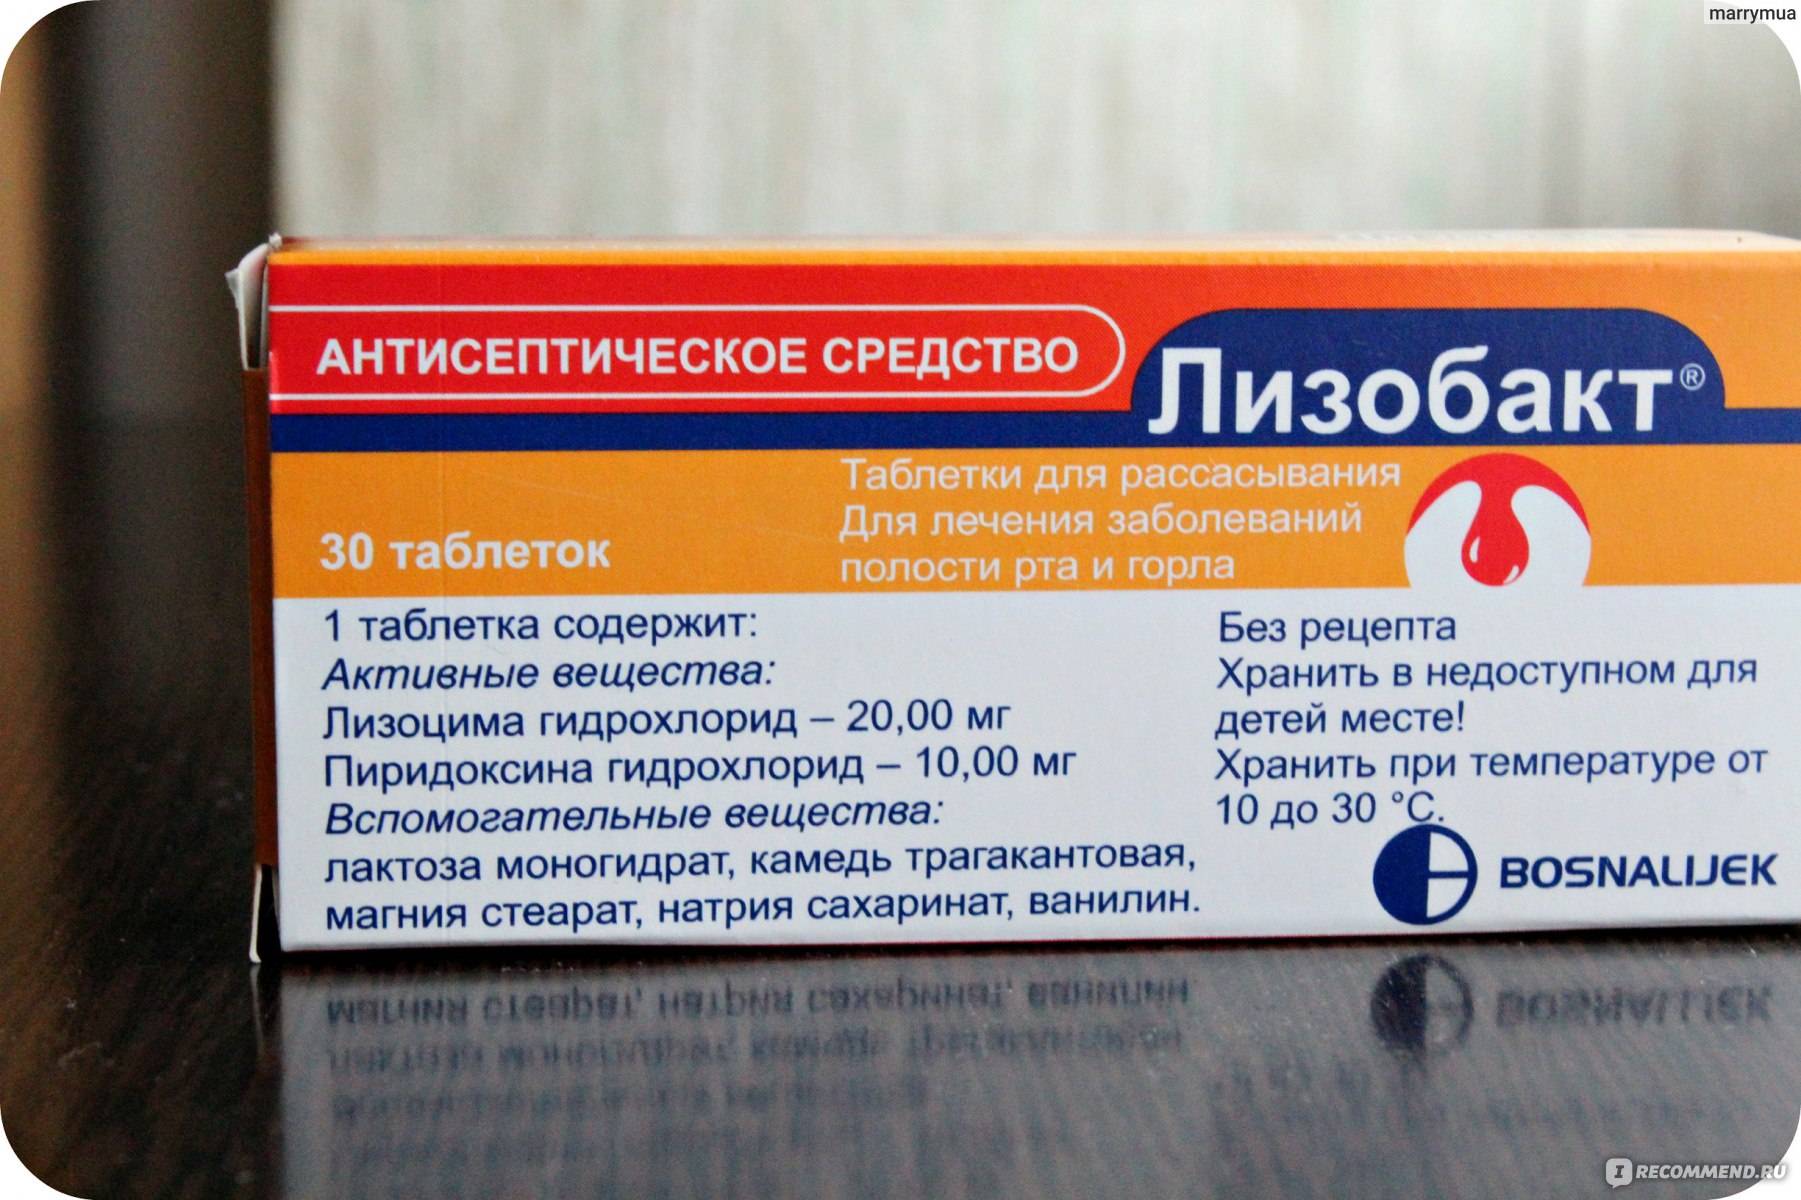 marrymua
АНТИСЕПТИЧЕСКОЕ СРЕДСТВО
Лизобакт®
Таблетки для рассасывания
Для лечения заболеваний
полости рта и горла
30 таблеток
1 таблетка содержит:
Активные вещества:
Лизоцима гидрохлорид – 20,00 мг
Пиридоксина гидрохлорид – 10,00 мг
Вспомогательные вещества:
лактоза моногидрат, камедь трагакантовая,
магния стеарат, натрия сахаринат, ванилин.
Без рецепта
Хранить в недоступном для
детей месте!
Хранить при температуре от
10 до 30 °С.
BOSNALIJEK
IRECOMMEND.RU